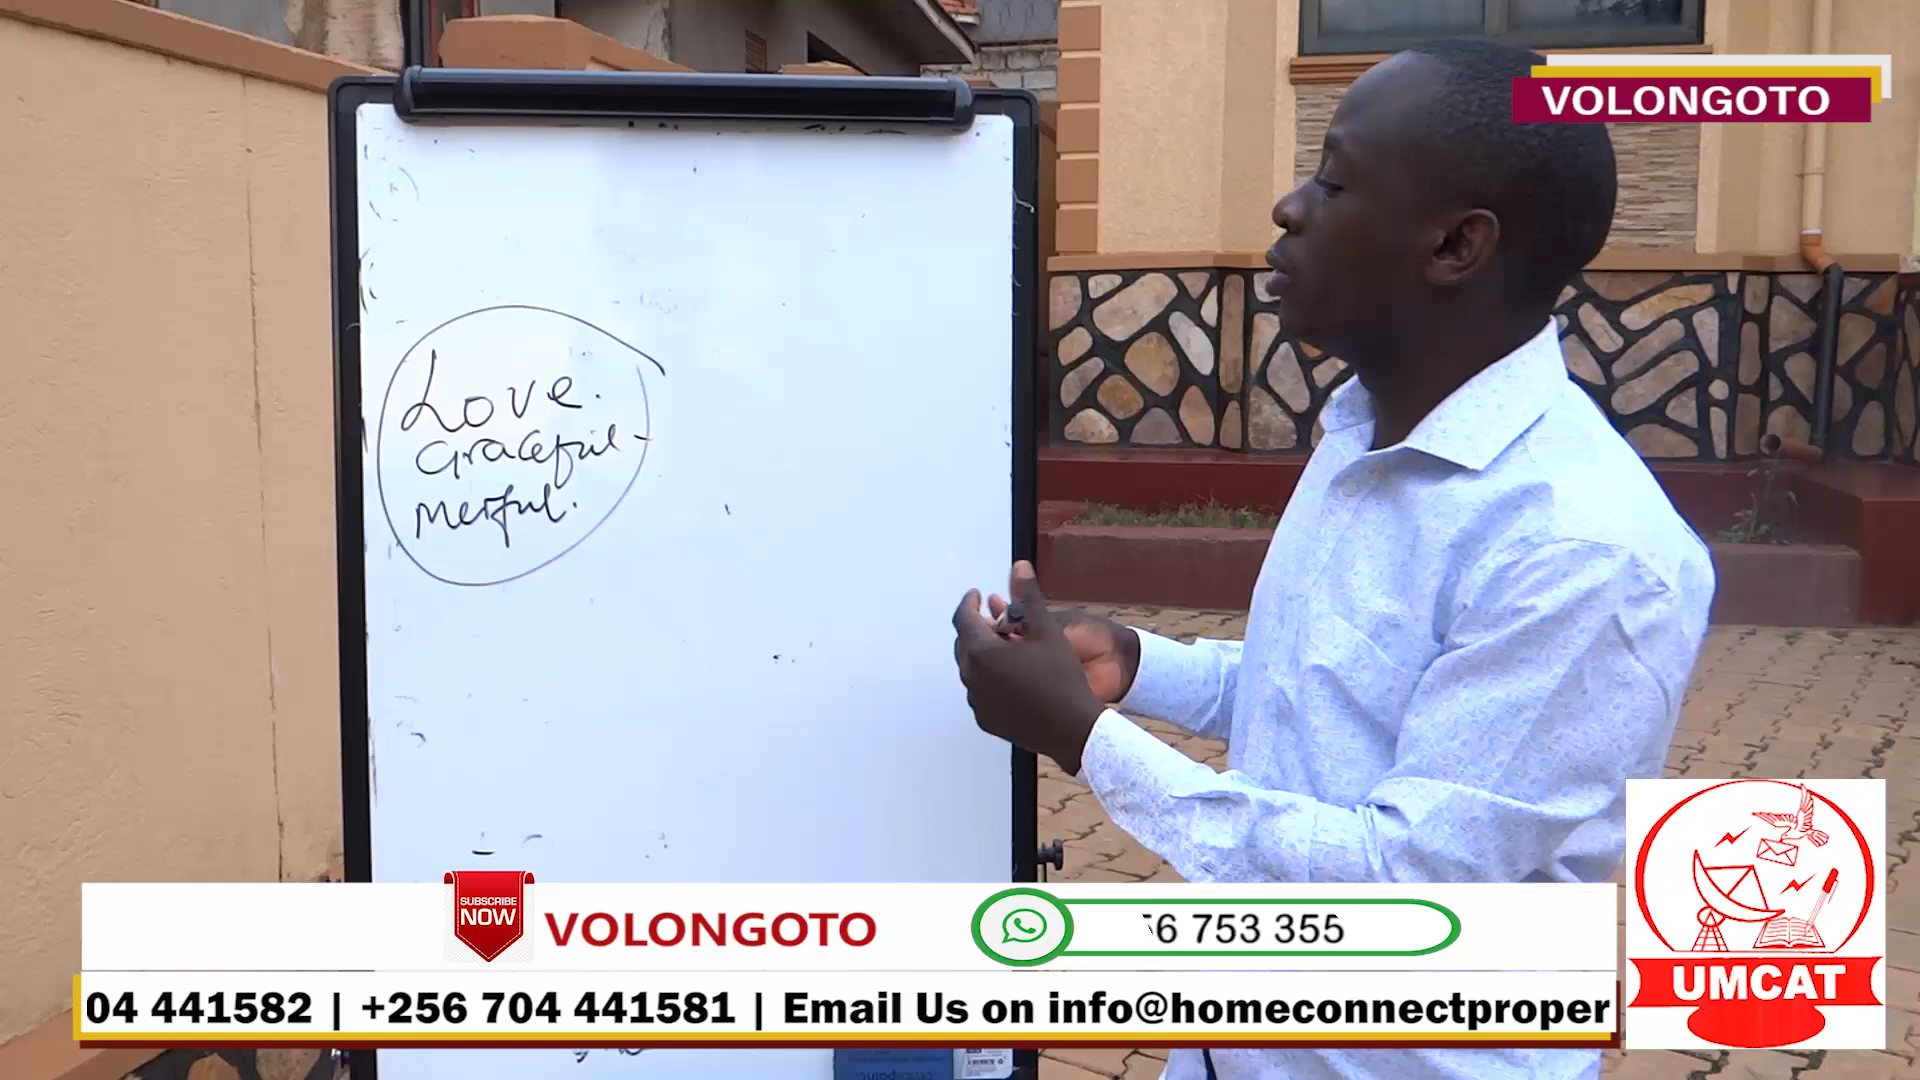 VOLONGOTO
Love.
Graceful -
merful.
SUBSCRIBE
NOW
VOLONGOTO
6 753 355
04 441582 | +256 704 441581 | Email Us on info@homeconnectproper
UMCAT